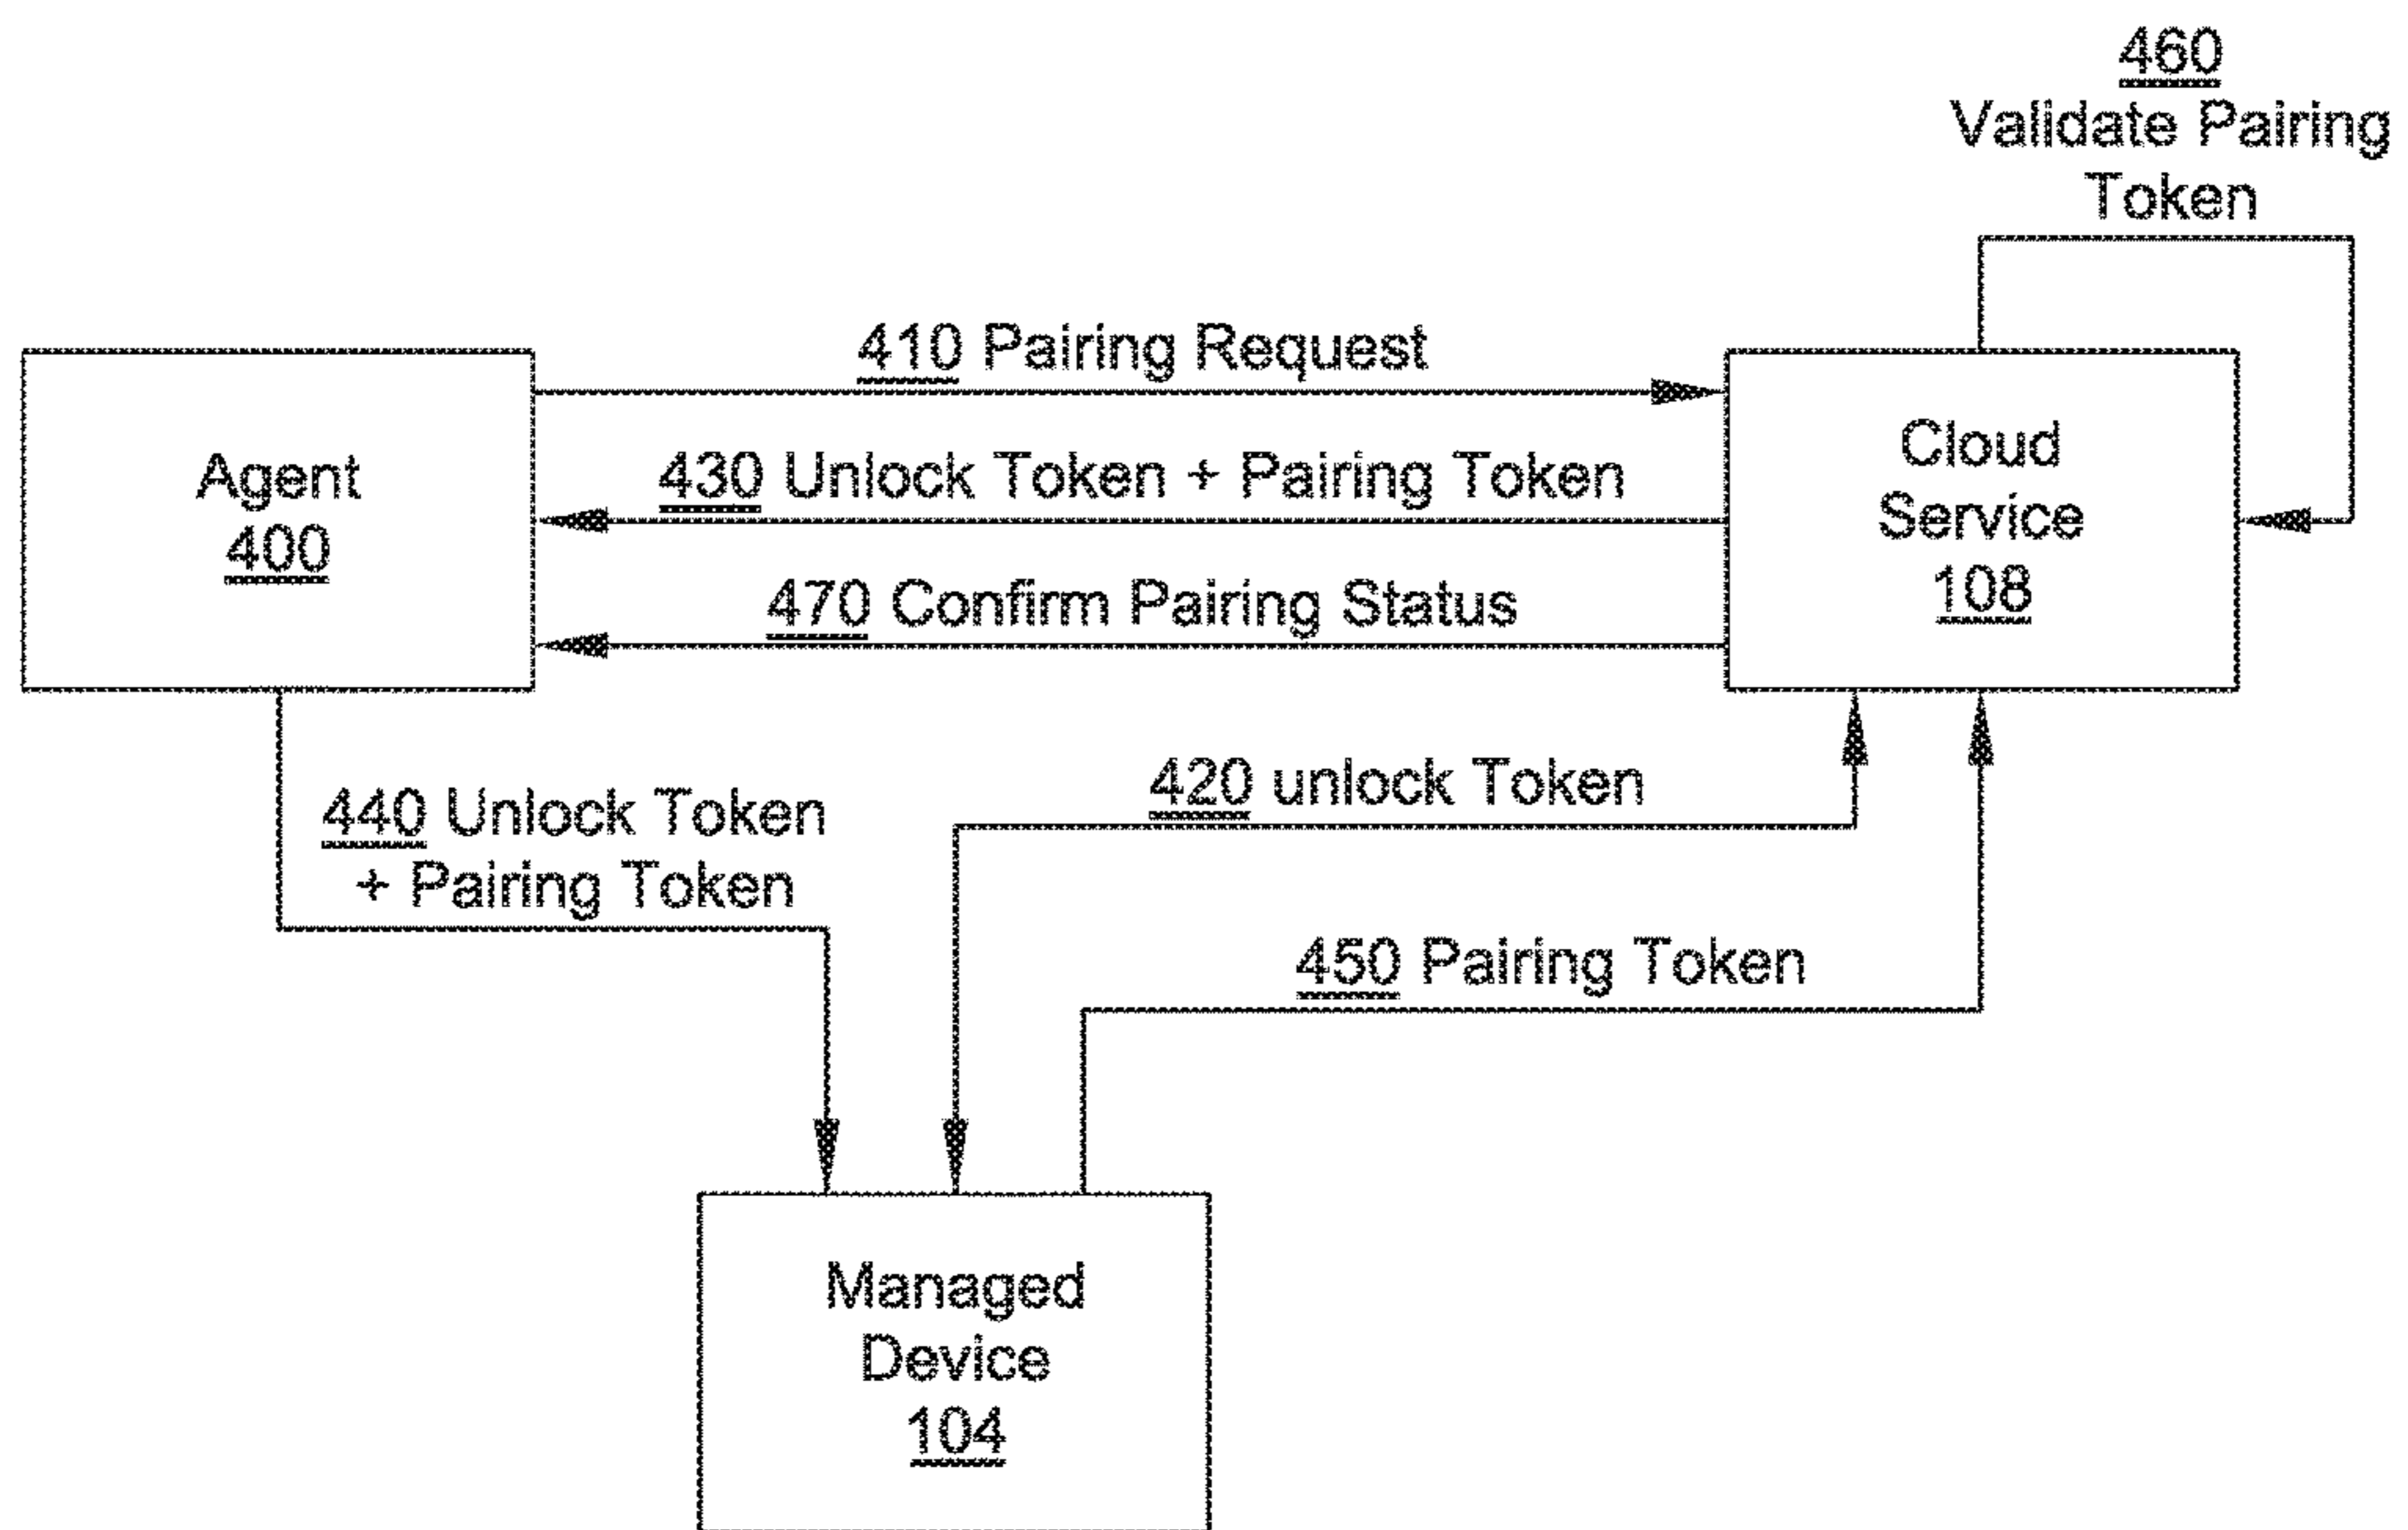 460
Validate Pairing
Token
410 Pairing Request
430 Unlock Token + Pairing Token
470 Confirm Pairing Status
Agent
400
Cloud
Service
108
440 Unlock Token
+ Pairing Token
420 unlock Token
450 Pairing Token
Managed
Device
104